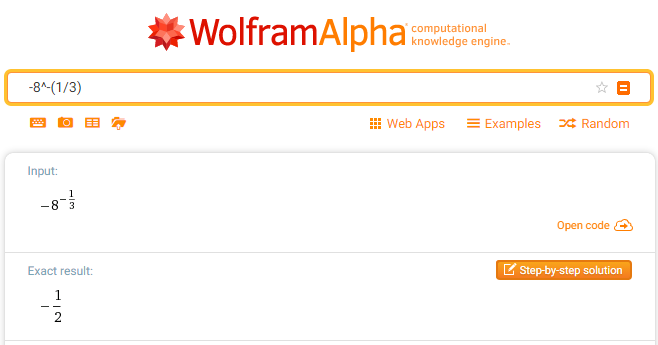 WolframAlpha computational
knowledge engine.
-8^-(1/3)
Web Apps Examples Random
Input:
-8^-1/3
Open code
Exact result:
Step-by-step solution
-1/2